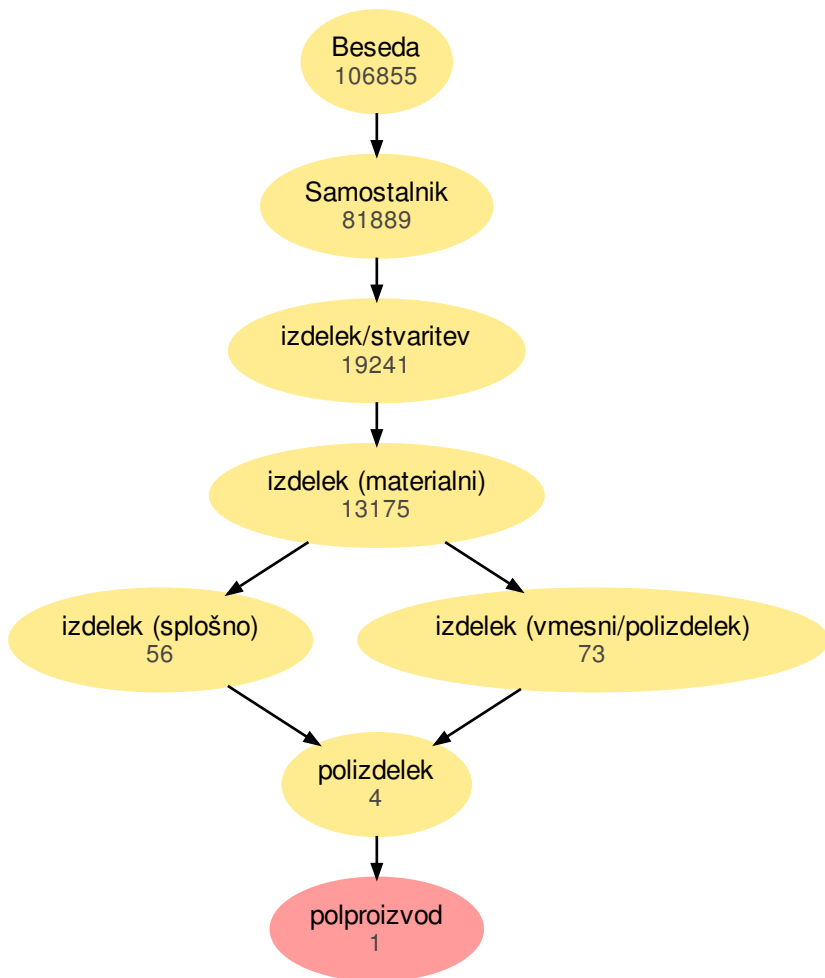 Beseda
106855
Samostalnik
81889
izdelek/stvaritev
19241
izdelek (materialni)
13175
izdelek (splošno)
56
izdelek (vmesni/polizdelek)
73
polizdelek
4
polproizvod
1